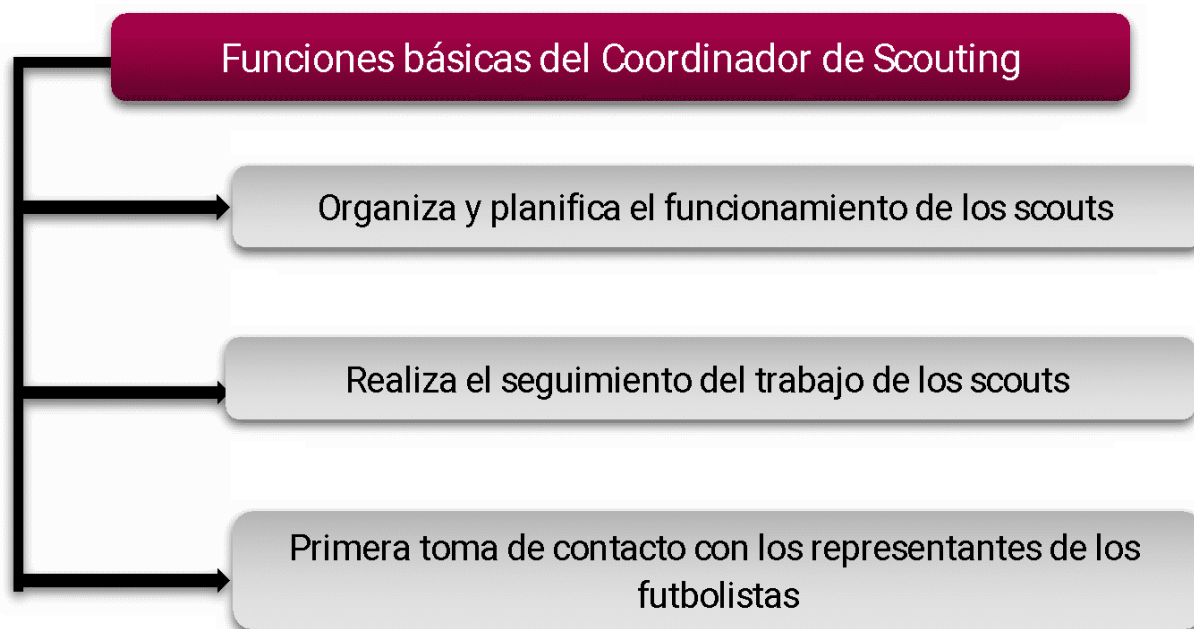 Funciones básicas del Coordinador de Scouting
Organiza y planifica el funcionamiento de los scouts
Realiza el seguimiento del trabajo de los scouts
Primera toma de contacto con los representantes de los
futbolistas